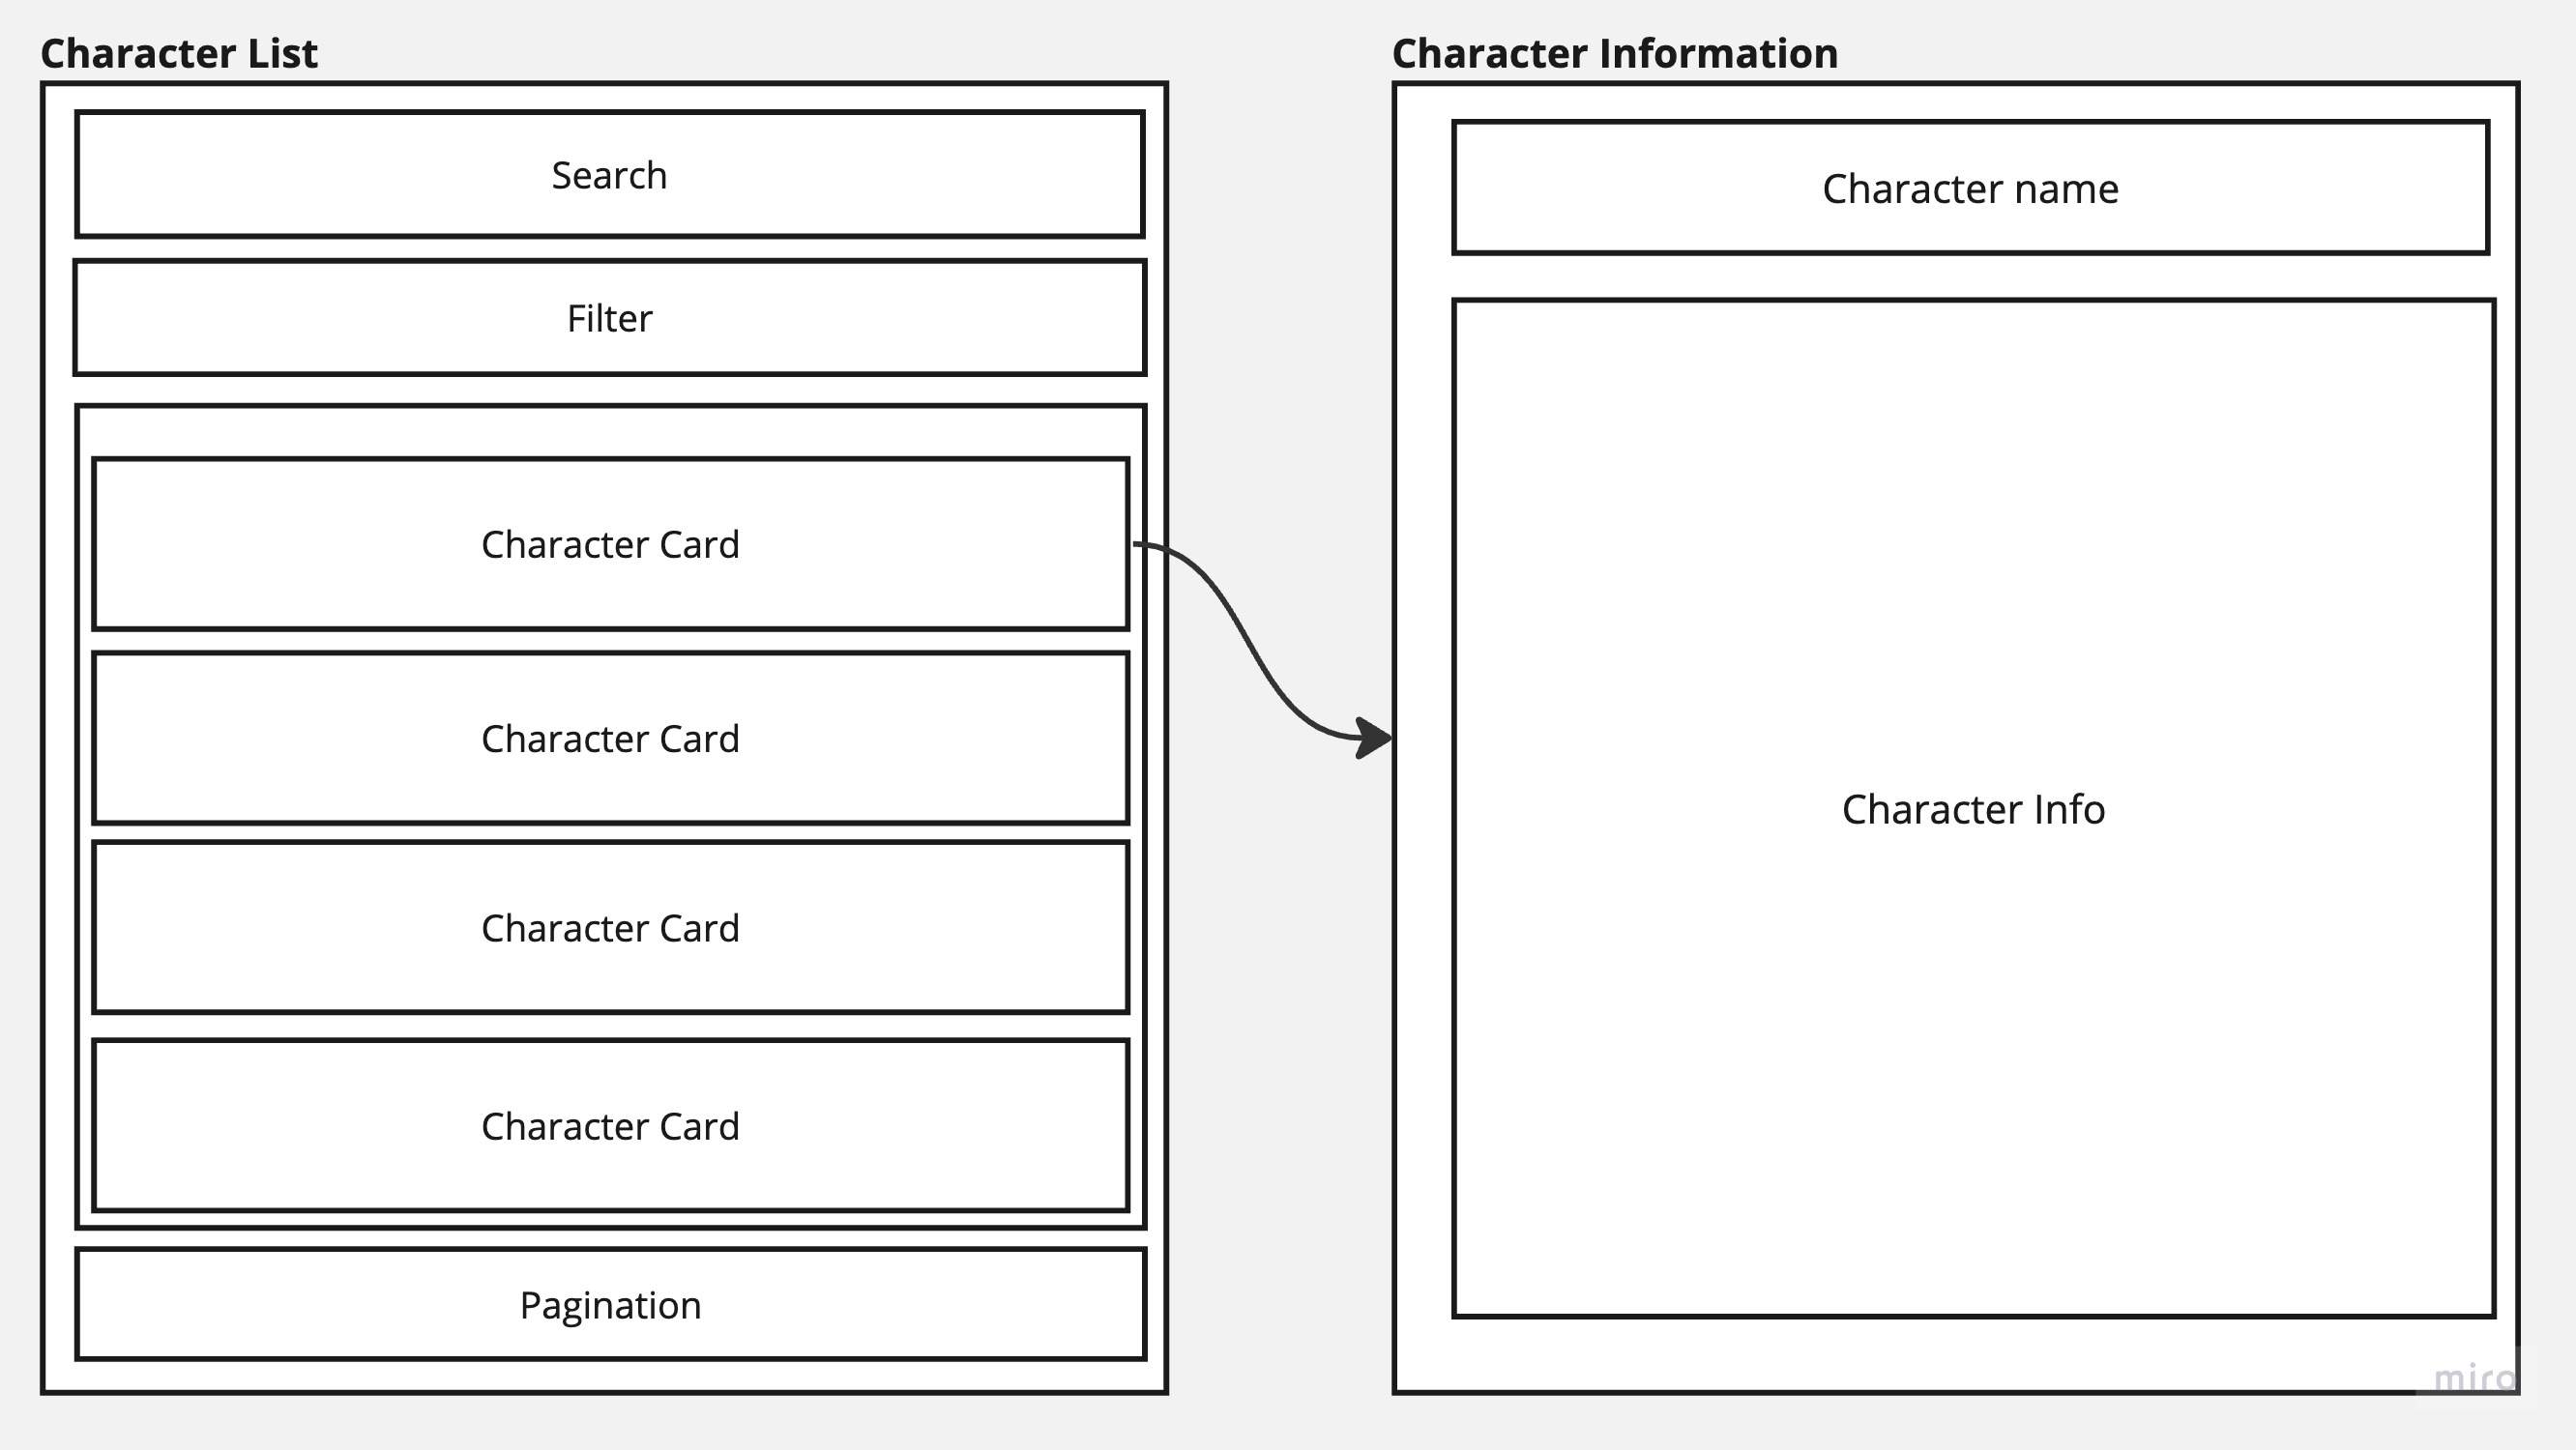 Character List
Search
Filter
Character Card
Character Card
Character Card
Character Card
Pagination
Character Information
Character name
Character Info
miro